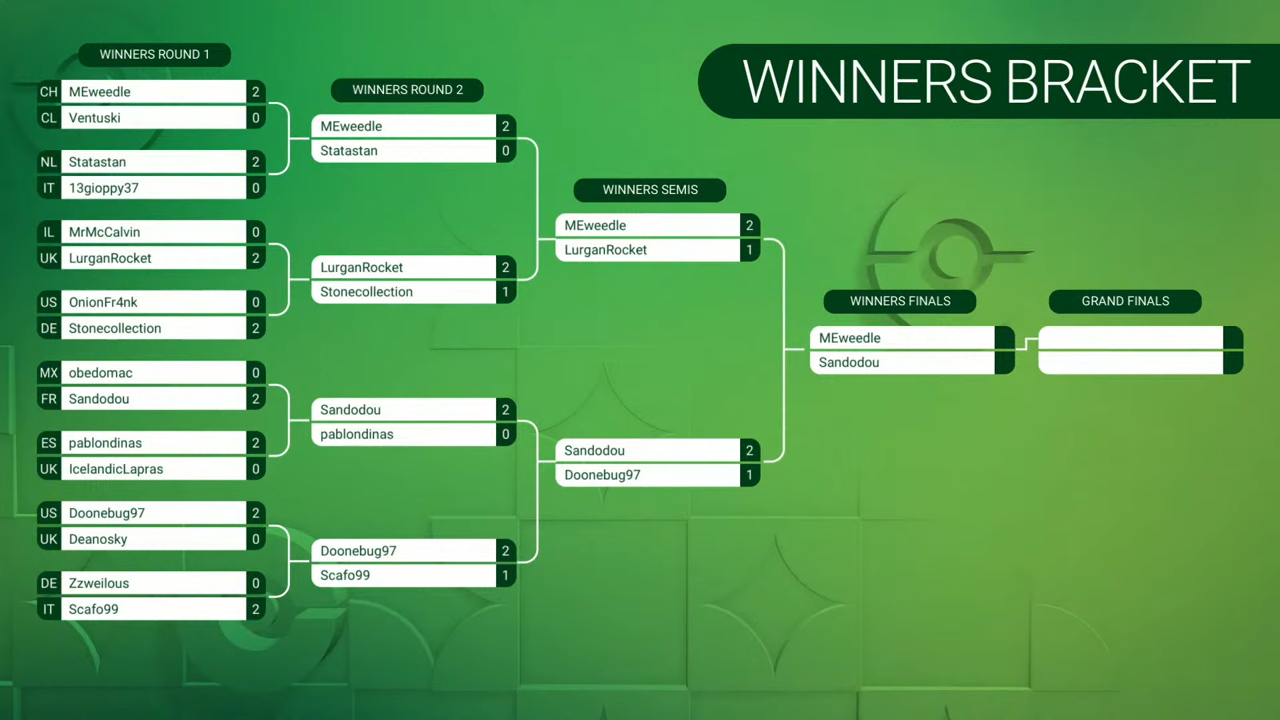 WINNERS BRACKET
WINNERS ROUND 1
CH MEweedle 2
CL Ventuski 0
NL Statastan 2
IT 13gioppy37 0
IL MrMcCalvin 0
UK LurganRocket 2
US OnionFr4nk 0
DE Stonecollection 2
MX obedomac 0
FR Sandodou 2
ES pablondinas 2
UK IcelandicLapras 0
US Doonebug97 2
UK Deanosky 0
DE Zzweilous 0
IT Scafo99 2
WINNERS ROUND 2
MEweedle 2
Statastan 0
LurganRocket 2
Stonecollection 1
Sandodou 2
pablondinas 0
Doonebug97 2
Scafo99 1
WINNERS SEMIS
MEweedle 2
LurganRocket 1
Sandodou 2
Doonebug97 1
WINNERS FINALS
MEweedle
Sandodou
GRAND FINALS